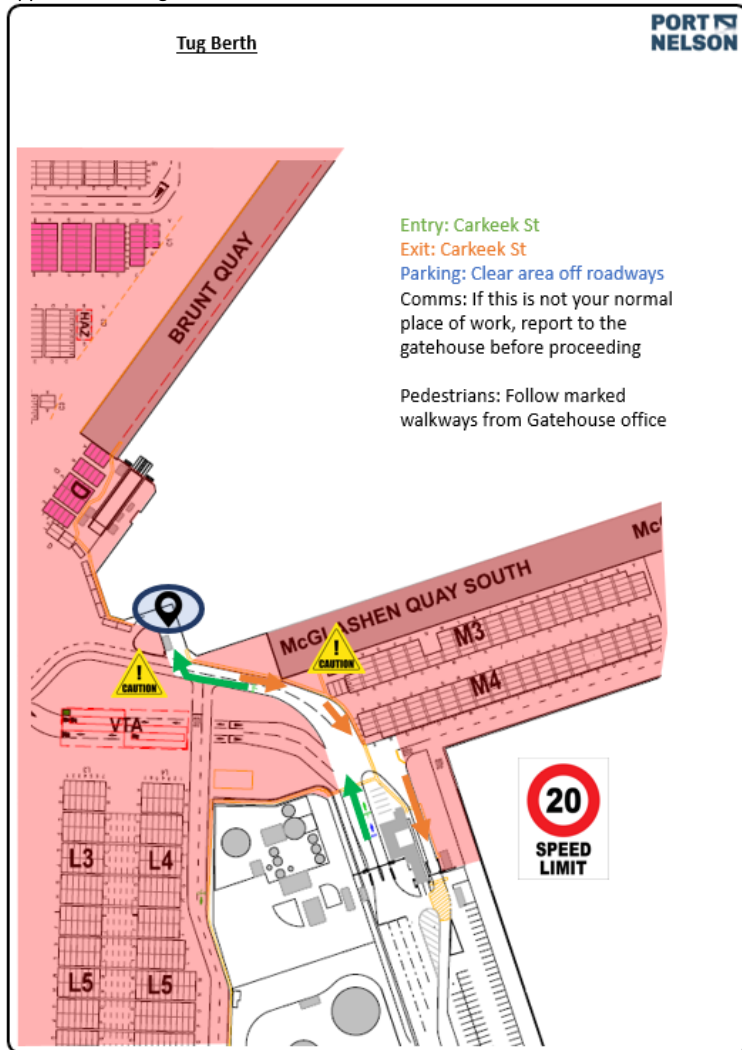 Tug Berth
PORT
NELSON
BRUNT QUAY
Entry: Carkeek St
Exit: Carkeek St
Parking: Clear area off roadways
Comms: If this is not your normal
place of work, report to the
gatehouse before proceeding
Pedestrians: Follow marked
walkways from Gatehouse office
HAZ
D
McGLASHEN QUAY SOUTH
M3
M4
!
CAUTION
!
CAUTION
VTA
20
SPEED
LIMIT
L3
L4
L5
L5